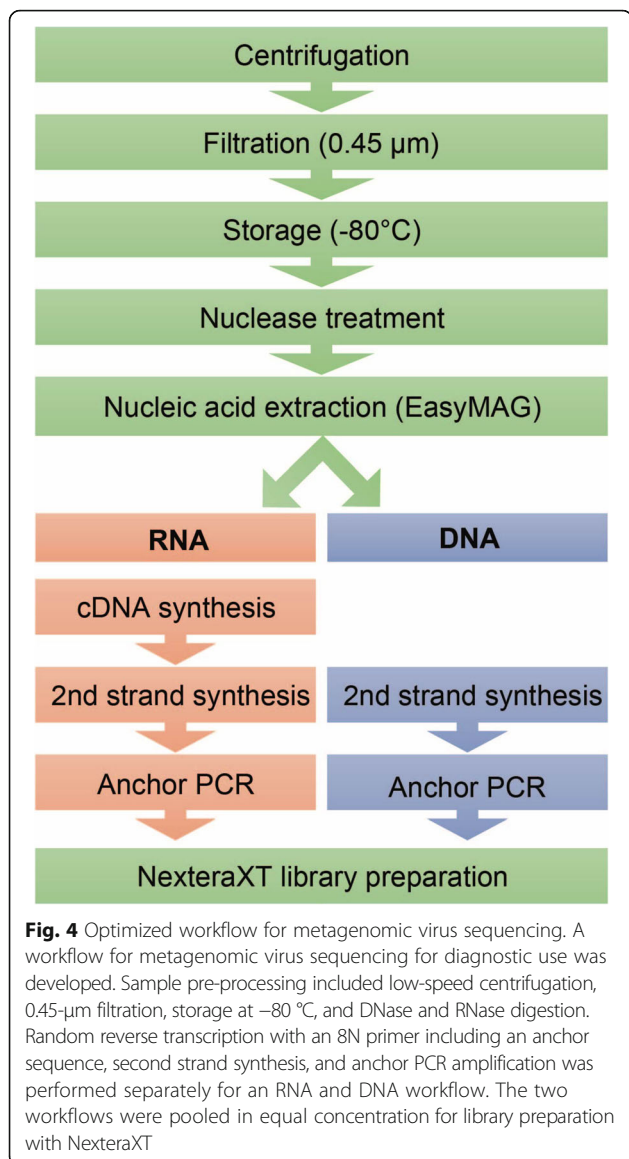 Centrifugation
Filtration (0.45 µm)
Storage (-80°C)
Nuclease treatment
Nucleic acid extraction (EasyMAG)
RNA
DNA
cDNA synthesis
2nd strand synthesis
2nd strand synthesis
Anchor PCR
Anchor PCR
NexteraXT library preparation
Fig. 4 Optimized workflow for metagenomic virus sequencing. A
workflow for metagenomic virus sequencing for diagnostic use was
developed. Sample pre-processing included low-speed centrifugation,
0.45-µm filtration, storage at −80 °C, and DNase and RNase digestion.
Random reverse transcription with an 8N primer including an anchor
sequence, second strand synthesis, and anchor PCR amplification was
performed separately for an RNA and DNA workflow. The two
workflows were pooled in equal concentration for library preparation
with NexteraXT